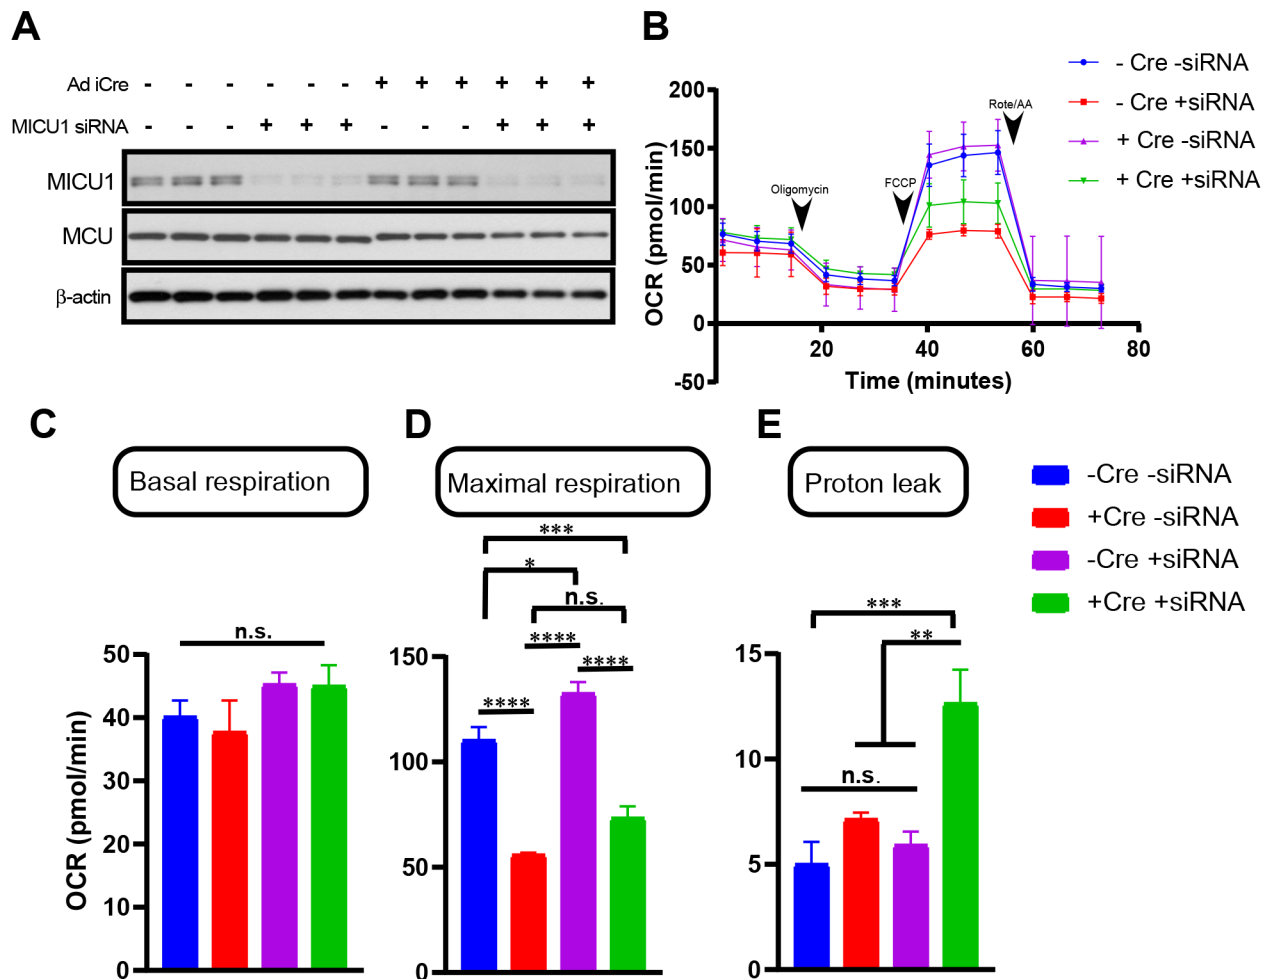 A
Ad iCre - - - - - - + + + + + +
MICU1 siRNA - - - + + + - - - + + +
MICU1
MCU
β-actin
B
- Cre -siRNA
- Cre +siRNA
+ Cre -siRNA
+ Cre +siRNA
200
150
100
50
0
-50
OCR (pmol/min)
Oligomycin
FCCP
Rote/AA
20 40 60 80
Time (minutes)
C
Basal respiration
n.s.
50
40
30
20
10
0
OCR (pmol/min)
D
Maximal respiration
***
*
n.s.
****
****
****
150
100
50
0
E
Proton leak
***
**
n.s.
15
10
5
0
-Cre -siRNA
+Cre -siRNA
-Cre +siRNA
+Cre +siRNA